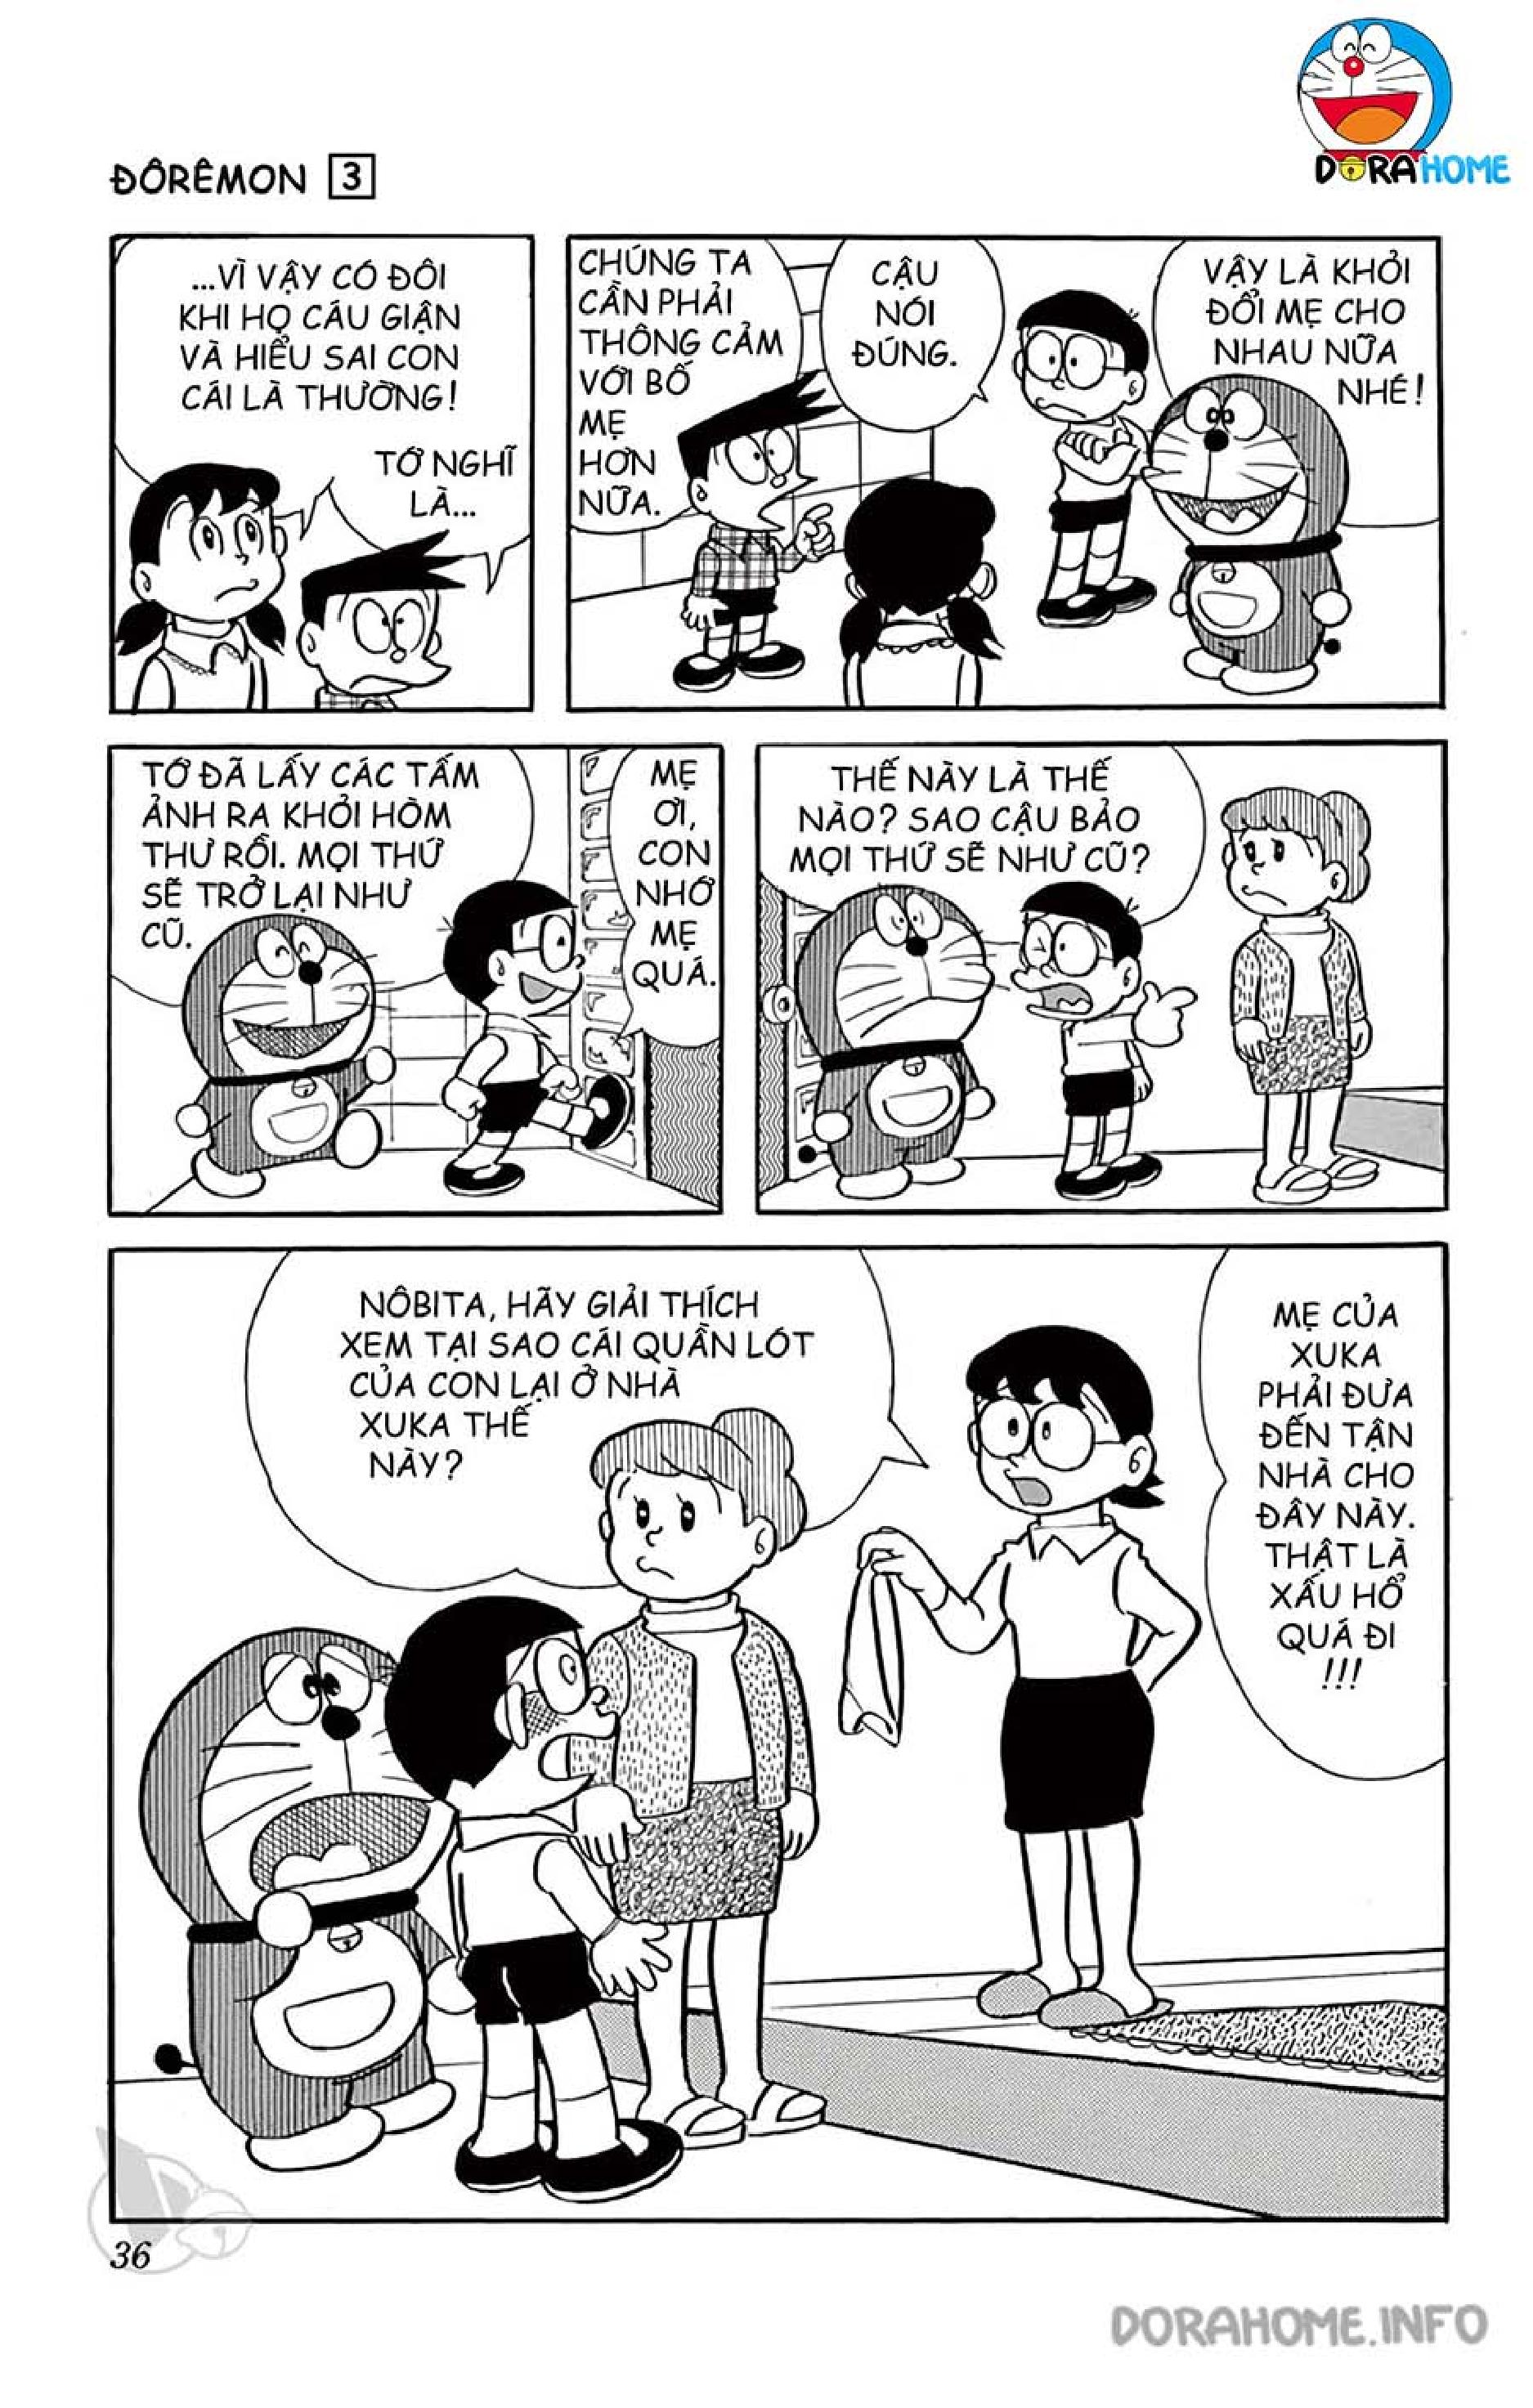 DORAHOME
ĐÔRÊMON 3
...VÌ VẬY CÓ ĐÔI
KHI HỌ CÁU GIẬN
VÀ HIỂU SAI CON
CÁI LÀ THƯỜNG!
TỚ NGHĨ
LÀ...
CHÚNG TA
CẦN PHẢI
THÔNG CẢM
VỚI BỐ
MẸ
HƠN
NỮA.
CẬU
NÓI
ĐÚNG.
VẬY LÀ KHỎI
ĐỔI MẸ CHO
NHAU NỮA
NHÉ!
TỚ ĐÃ LẤY CÁC TẤM
ẢNH RA KHỎI HÒM
THƯ RỒI. MỌI THỨ
SẼ TRỞ LẠI NHƯ
CŨ.
MẸ
ƠI,
CON
NHỚ
MẸ
QUÁ.
THẾ NÀY LÀ THẾ
NÀO? SAO CẬU BẢO
MỌI THỨ SẼ NHƯ CŨ?
NÔBITA, HÃY GIẢI THÍCH
XEM TẠI SAO CÁI QUẦN LÓT
CỦA CON LẠI Ở NHÀ
XUKA THẾ
NÀY?
MẸ CỦA
XUKA
PHẢI ĐƯA
ĐẾN TẬN
NHÀ CHO
ĐÂY NÀY.
THẬT LÀ
XẤU HỔ
QUÁ ĐI
!!!
36
DORAHOME.INFO